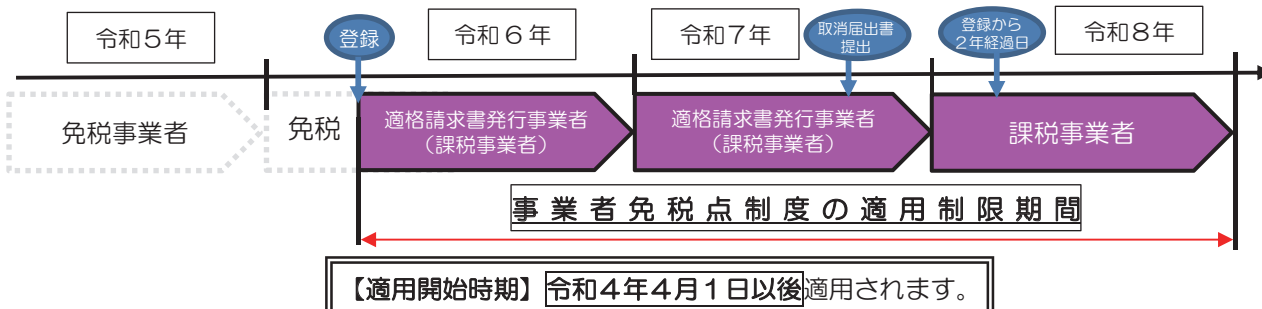 令和５年
登録
令和６年
令和７年
取消届出書
提出
登録から
２年経過日
令和８年
免税事業者
免税
適格請求書発行事業者
（課税事業者）
適格請求書発行事業者
（課税事業者）
課税事業者
事業者免税点制度の適用制限期間
【適用開始時期】令和４年４月１日以後適用されます。